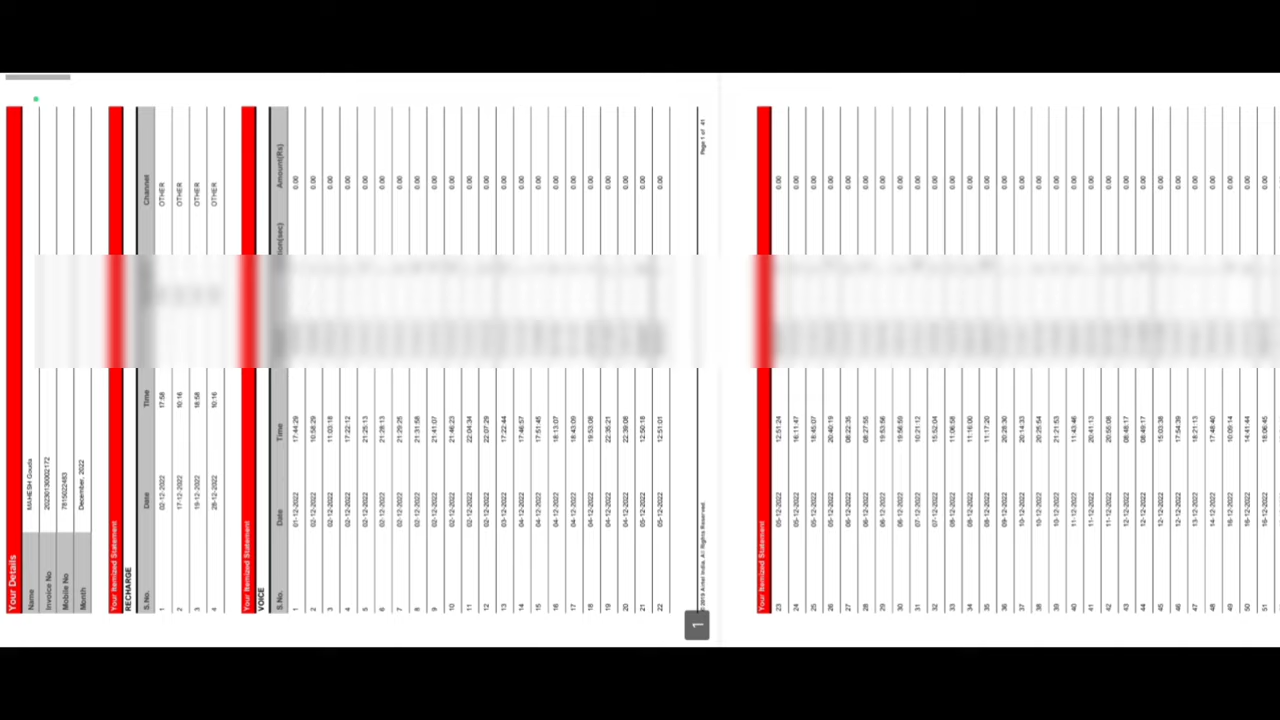 Your Details
Name MAHESH Gouda
Invoice No 20230130002172
Mobile No 7815022483
Month December, 2022
Your Itemized Statement
RECHARGE
S.No. Date Time Channel
1 02-12-2022 17:58 OTHER
2 17-12-2022 10:16 OTHER
3 19-12-2022 18:58 OTHER
4 28-12-2022 10:16 OTHER
Your Itemized Statement
VOICE
S.No. Date Time ion(sec) Amount(Rs)
1 01-12-2022 17:44:29 0.00
2 02-12-2022 10:58:29 0.00
3 02-12-2022 11:03:18 0.00
4 02-12-2022 17:22:12 0.00
5 02-12-2022 21:25:13 0.00
6 02-12-2022 21:28:13 0.00
7 02-12-2022 21:29:25 0.00
8 02-12-2022 21:31:58 0.00
9 02-12-2022 21:41:07 0.00
10 02-12-2022 21:46:23 0.00
11 02-12-2022 22:04:34 0.00
12 02-12-2022 22:07:29 0.00
13 03-12-2022 17:22:44 0.00
14 04-12-2022 17:46:57 0.00
15 04-12-2022 17:51:45 0.00
16 04-12-2022 18:13:07 0.00
17 04-12-2022 18:43:09 0.00
18 04-12-2022 19:53:08 0.00
19 04-12-2022 22:35:21 0.00
20 04-12-2022 22:39:08 0.00
21 05-12-2022 12:50:18 0.00
22 05-12-2022 12:51:01 0.00
© 2019 Airtel India, All Rights Reserved. Page 1 of 41
1
Your Itemized Statement
23 05-12-2022 12:51:24 0.00
24 05-12-2022 16:11:47 0.00
25 05-12-2022 18:45:07 0.00
26 05-12-2022 20:40:19 0.00
27 06-12-2022 08:22:35 0.00
28 06-12-2022 08:27:55 0.00
29 06-12-2022 19:53:56 0.00
30 06-12-2022 19:56:59 0.00
31 07-12-2022 10:21:12 0.00
32 07-12-2022 15:52:04 0.00
33 08-12-2022 11:06:58 0.00
34 08-12-2022 11:16:00 0.00
35 08-12-2022 11:17:20 0.00
36 09-12-2022 20:28:30 0.00
37 10-12-2022 20:14:33 0.00
38 10-12-2022 20:25:54 0.00
39 10-12-2022 21:21:53 0.00
40 11-12-2022 11:43:46 0.00
41 11-12-2022 20:41:13 0.00
42 11-12-2022 20:55:08 0.00
43 12-12-2022 08:48:17 0.00
44 12-12-2022 08:49:17 0.00
45 12-12-2022 15:03:38 0.00
46 12-12-2022 17:54:39 0.00
47 13-12-2022 18:21:13 0.00
48 14-12-2022 17:48:40 0.00
49 16-12-2022 10:09:14 0.00
50 16-12-2022 14:41:44 0.00
51 16-12-2022 18:06:45 0.00